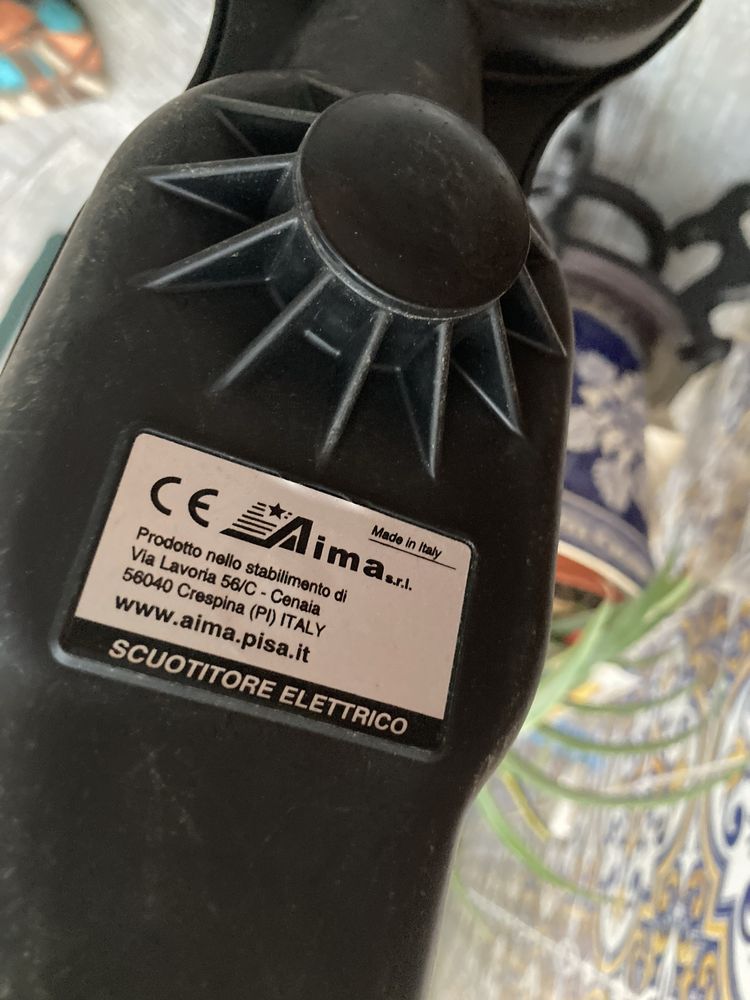 CE Aima s.r.l.
Made in Italy
Prodotto nello stabilimento di
Via Lavoria 56/C - Cenaia
56040 Crespina (PI) ITALY
www.aima.pisa.it
SCUOTITORE ELETTRICO